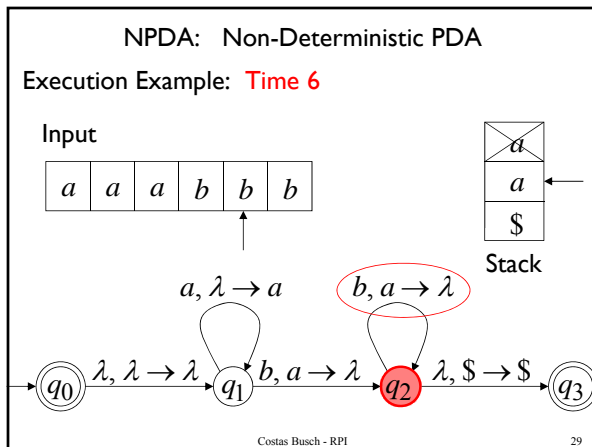 NPDA: Non-Deterministic PDA
Execution Example: Time 6
Input
a a a b b b
a
a
$
Stack
a, λ → a
b, a → λ
q0 λ, λ → λ q1 b, a → λ q2 λ, $ → $ q3
Costas Busch - RPI 29